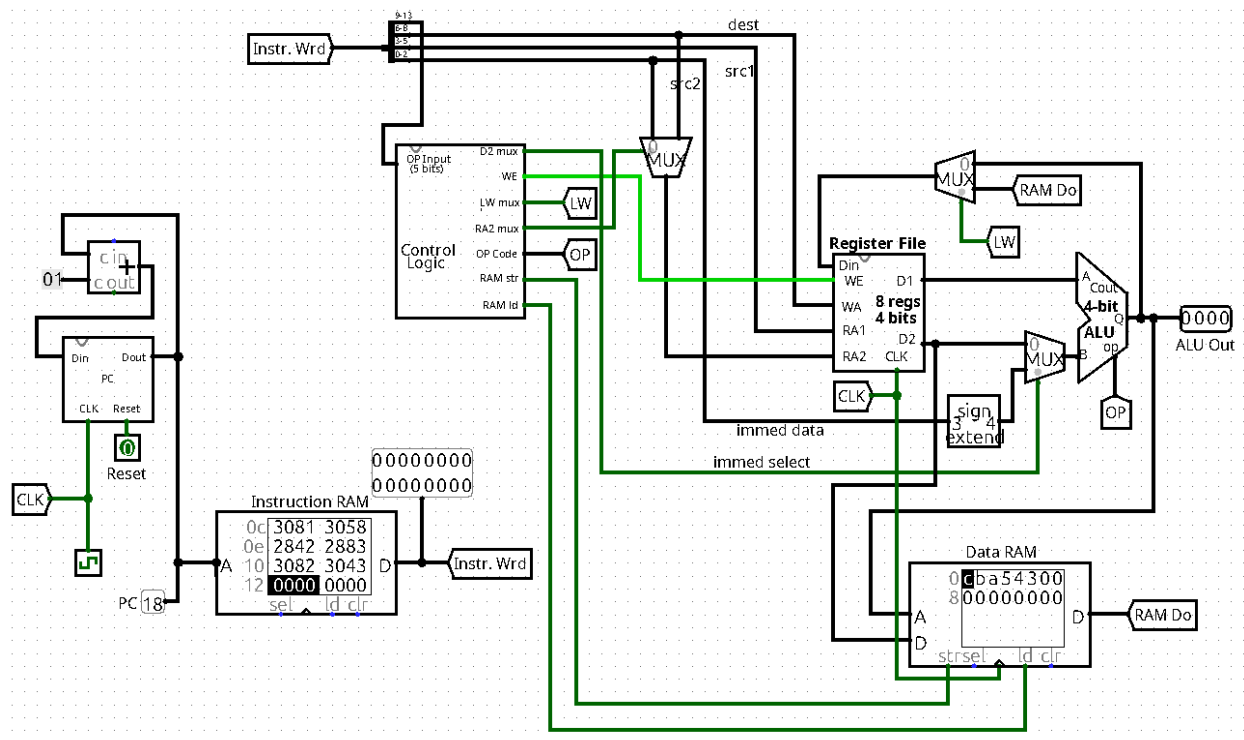 Instr. Wrd
9-13
6-8
3-5
0-2
dest
src1
src2
OP Input
(5 bits)
D2 mux
WE
LW mux
RA2 mux
OP Code
RAM str
RAM ld
Control
Logic
LW
OP
0
MUX
0
MUX
RAM Do
LW
c in
+
c out
01
Din
Dout
PC
CLK
Reset
0
Reset
CLK
Register File
Din
WE
WA
RA1
RA2
D1
8 regs
4 bits
D2
CLK
CLK
A
Cout
4-bit
Q
ALU
B
op
OP
0000
ALU Out
0
MUX
sign
3 4
extend
immed data
immed select
00000000
00000000
Instruction RAM
0c 3081 3058
0e 2842 2883
10 3082 3043
12 0000 0000
A
D
sel
ld
clr
Instr. Wrd
PC 18
Data RAM
0 cba54300
8 00000000
A
D
D
str
sel
ld
clr
RAM Do